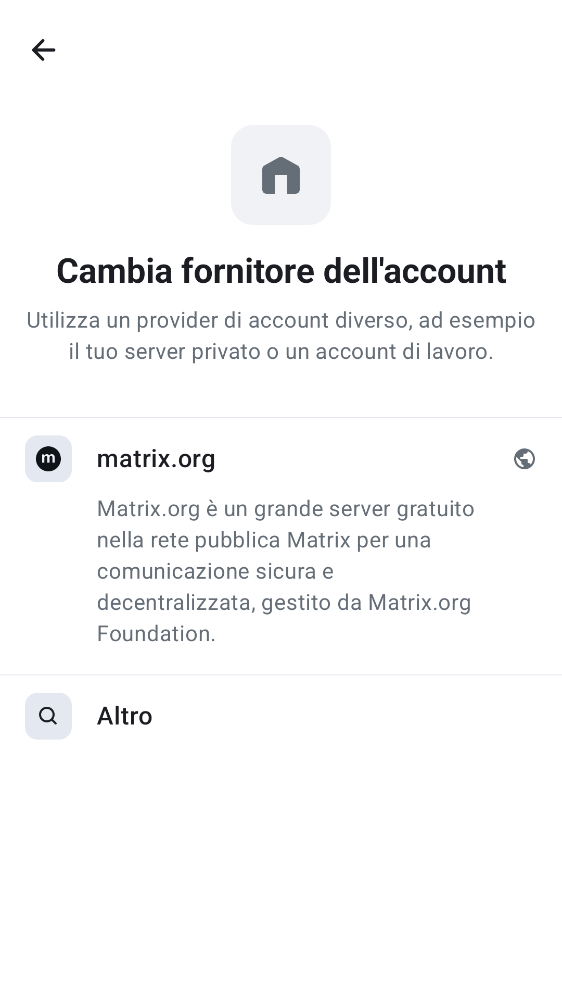 Cambia fornitore dell'account
Utilizza un provider di account diverso, ad esempio
il tuo server privato o un account di lavoro.
m
matrix.org
Matrix.org è un grande server gratuito
nella rete pubblica Matrix per una
comunicazione sicura e
decentralizzata, gestito da Matrix.org
Foundation.
Altro